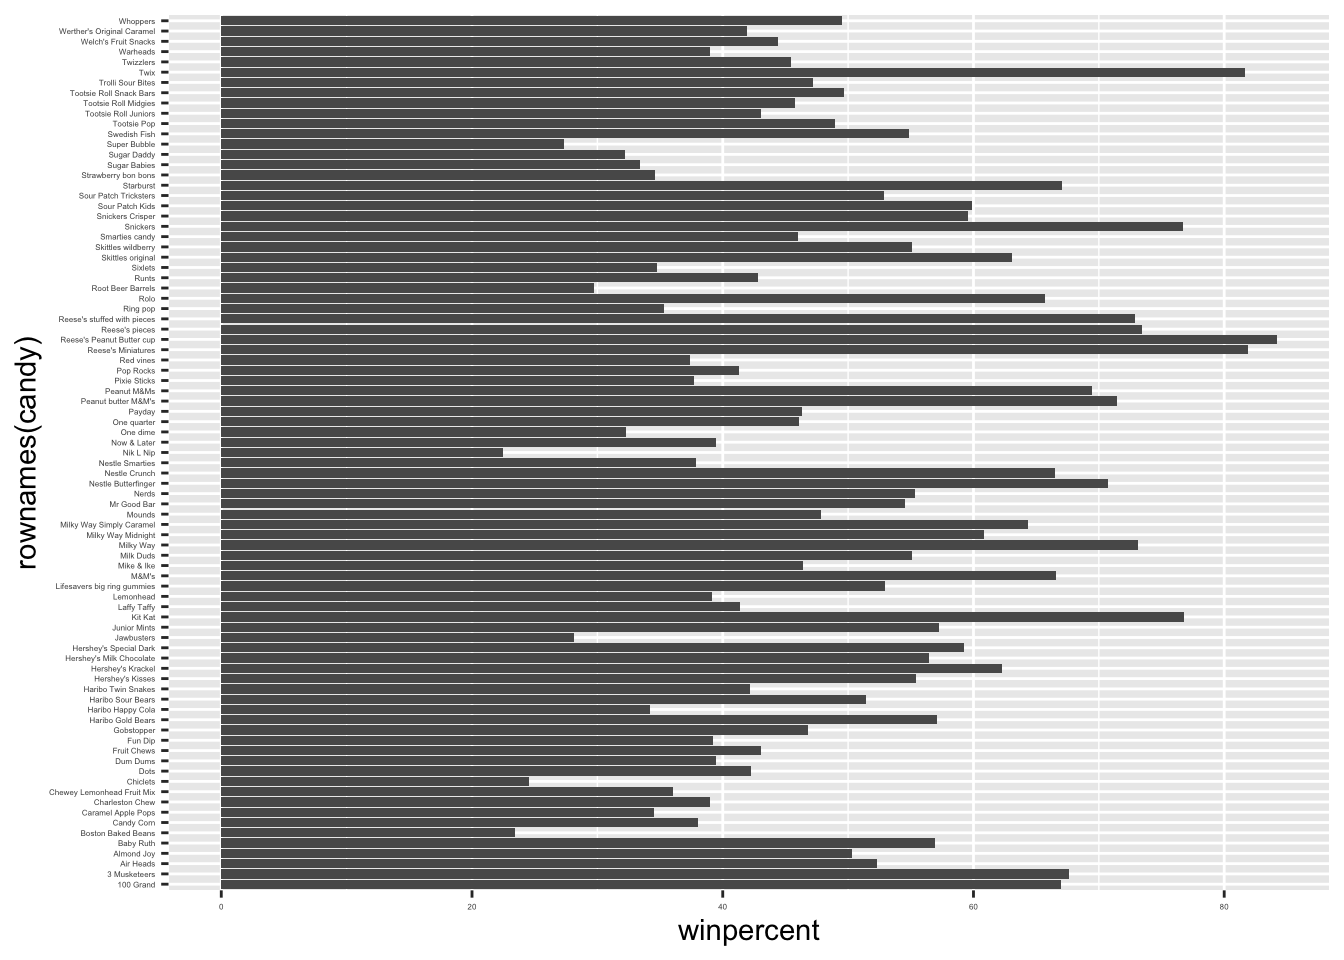 Whoppers
Werther's Original Caramel
Welch's Fruit Snacks
Warheads
Twizzlers
Twix
Trolli Sour Bites
Tootsie Roll Snack Bars
Tootsie Roll Midgies
Tootsie Roll Juniors
Tootsie Pop
Swedish Fish
Super Bubble
Sugar Daddy
Sugar Babies
Strawberry bon bons
Starburst
Sour Patch Tricksters
Sour Patch Kids
Snickers Crisper
Snickers
Smarties candy
Skittles wildberry
Skittles original
Sixlets
Runts
Root Beer Barrels
Rolo
Ring pop
Reese's stuffed with pieces
Reese's pieces
Reese's Peanut Butter cup
Reese's Miniatures
Red vines
Pop Rocks
Pixie Sticks
Peanut M&Ms
Peanut butter M&M's
Payday
One quarter
One dime
Now & Later
Nik L Nip
Nestle Smarties
Nestle Crunch
Nestle Butterfinger
Nerds
Mr Good Bar
Mounds
Milky Way Simply Caramel
Milky Way Midnight
Milky Way
Milk Duds
Mike & Ike
M&M's
Lifesavers big ring gummies
Lemonhead
Laffy Taffy
Kit Kat
Junior Mints
Jawbusters
Hershey's Special Dark
Hershey's Milk Chocolate
Hershey's Krackel
Hershey's Kisses
Haribo Twin Snakes
Haribo Sour Bears
Haribo Happy Cola
Haribo Gold Bears
Gobstopper
Fun Dip
Fruit Chews
Dum Dums
Dots
Chiclets
Chewey Lemonhead Fruit Mix
Charleston Chew
Caramel Apple Pops
Candy Corn
Boston Baked Beans
Baby Ruth
Almond Joy
Air Heads
3 Musketeers
100 Grand
rownames(candy)
0 20 40 60 80
winpercent